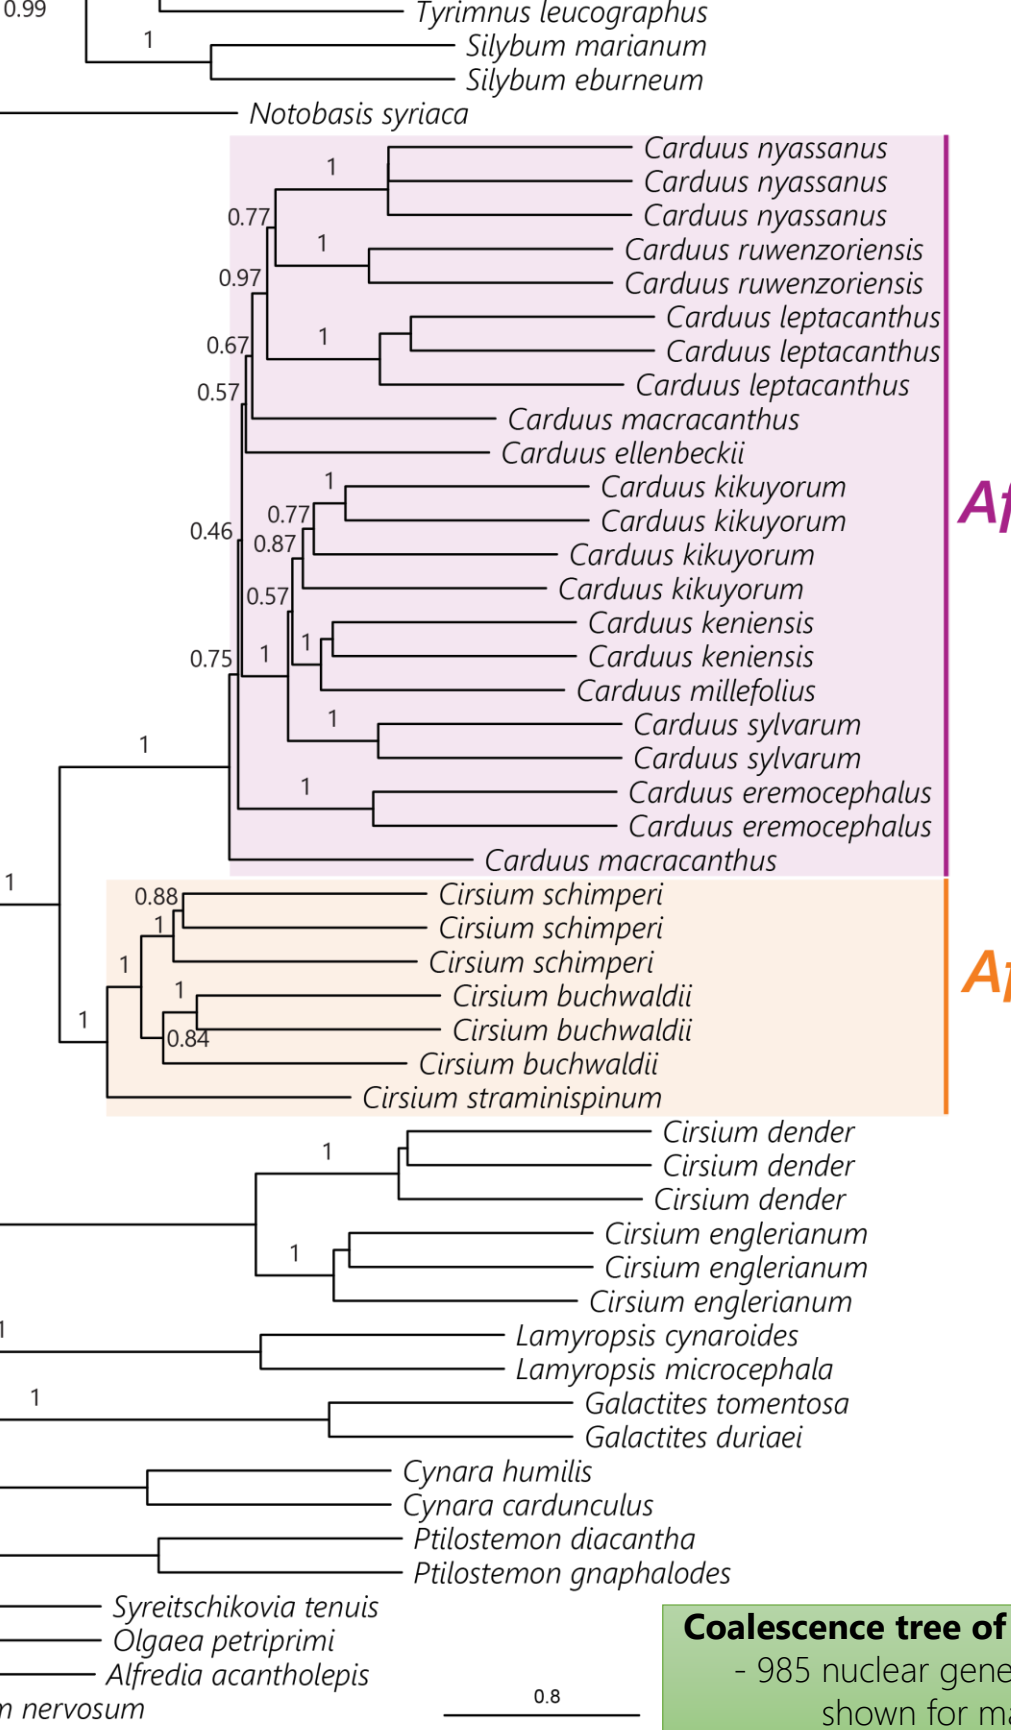 0.99
Tyrimnus leucographus
1
Silybum marianum
Silybum eburneum
Notobasis syriaca
Carduus nyassanus
1
Carduus nyassanus
0.77
Carduus nyassanus
1
Carduus ruwenzoriensis
0.97
Carduus ruwenzoriensis
Carduus leptacanthus
1
0.67
Carduus leptacanthus
0.57
Carduus leptacanthus
Carduus macracanthus
Carduus ellenbeckii
1
Carduus kikuyorum
Af
0.77
Carduus kikuyorum
0.46
0.87
Carduus kikuyorum
Carduus kikuyorum
0.57
Carduus keniensis
1
0.75
1
Carduus keniensis
Carduus millefolius
1
Carduus sylvarum
1
Carduus sylvarum
1
Carduus eremocephalus
Carduus eremocephalus
Carduus macracanthus
1
0.88
Cirsium schimperi
1
Cirsium schimperi
1
Cirsium schimperi
Af
1
Cirsium buchwaldii
1
0.84
Cirsium buchwaldii
Cirsium buchwaldii
Cirsium straminispinum
Cirsium dender
1
Cirsium dender
Cirsium dender
Cirsium englerianum
1
Cirsium englerianum
Cirsium englerianum
1
Lamyropsis cynaroides
Lamyropsis microcephala
1
Galactites tomentosa
Galactites duriaei
Cynara humilis
Cynara cardunculus
Ptilostemon diacantha
Ptilostemon gnaphalodes
Syreitschikovia tenuis
Olgaea petriprimi
Alfredia acantholepis
m nervosum
0.8
Coalescence tree of
- 985 nuclear gene
shown for ma